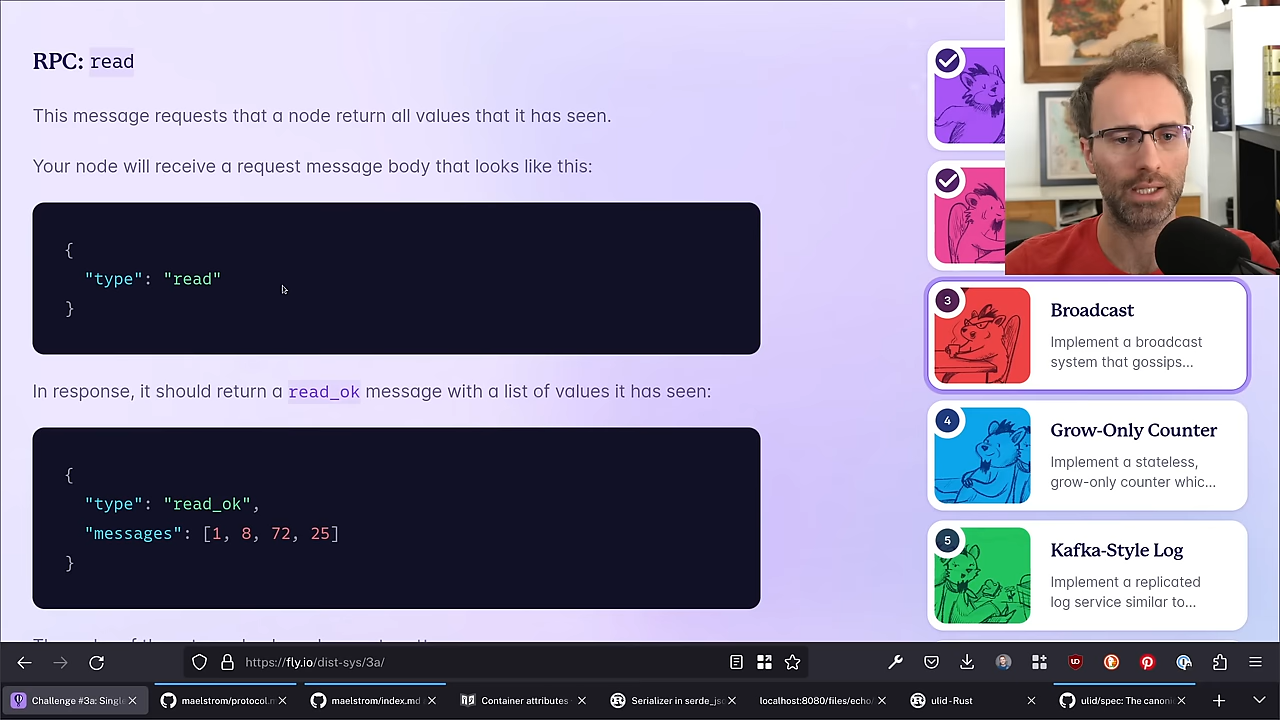 RPC: read
This message requests that a node return all values that it has seen.
Your node will receive a request message body that looks like this:
{
"type": "read"
}
In response, it should return a read_ok message with a list of values it has seen:
{
"type": "read_ok",
"messages": [1, 8, 72, 25]
}
3
Broadcast
Implement a broadcast
system that gossips...
4
Grow-Only Counter
Implement a stateless,
grow-only counter whic...
5
Kafka-Style Log
Implement a replicated
log service similar to...
https://fly.io/dist-sys/3a/
Challenge #3a: Singl
maelstrom/protocol.m
maelstrom/index.md
Container attributes
Serializer in serde_jso
localhost:8080/files/echo/
ulid - Rust
ulid/spec: The canoni